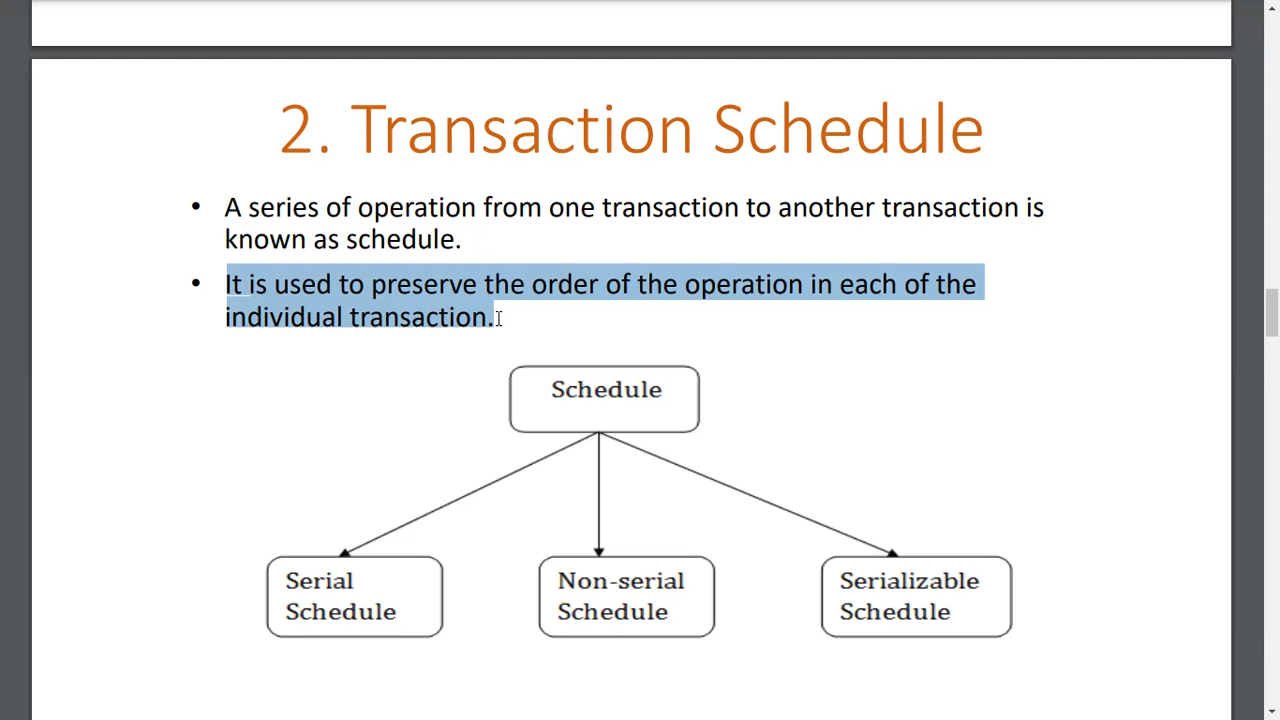 2. Transaction Schedule
• A series of operation from one transaction to another transaction is
known as schedule.
• It is used to preserve the order of the operation in each of the
individual transaction.
Schedule
Serial
Schedule
Non-serial
Schedule
Serializable
Schedule